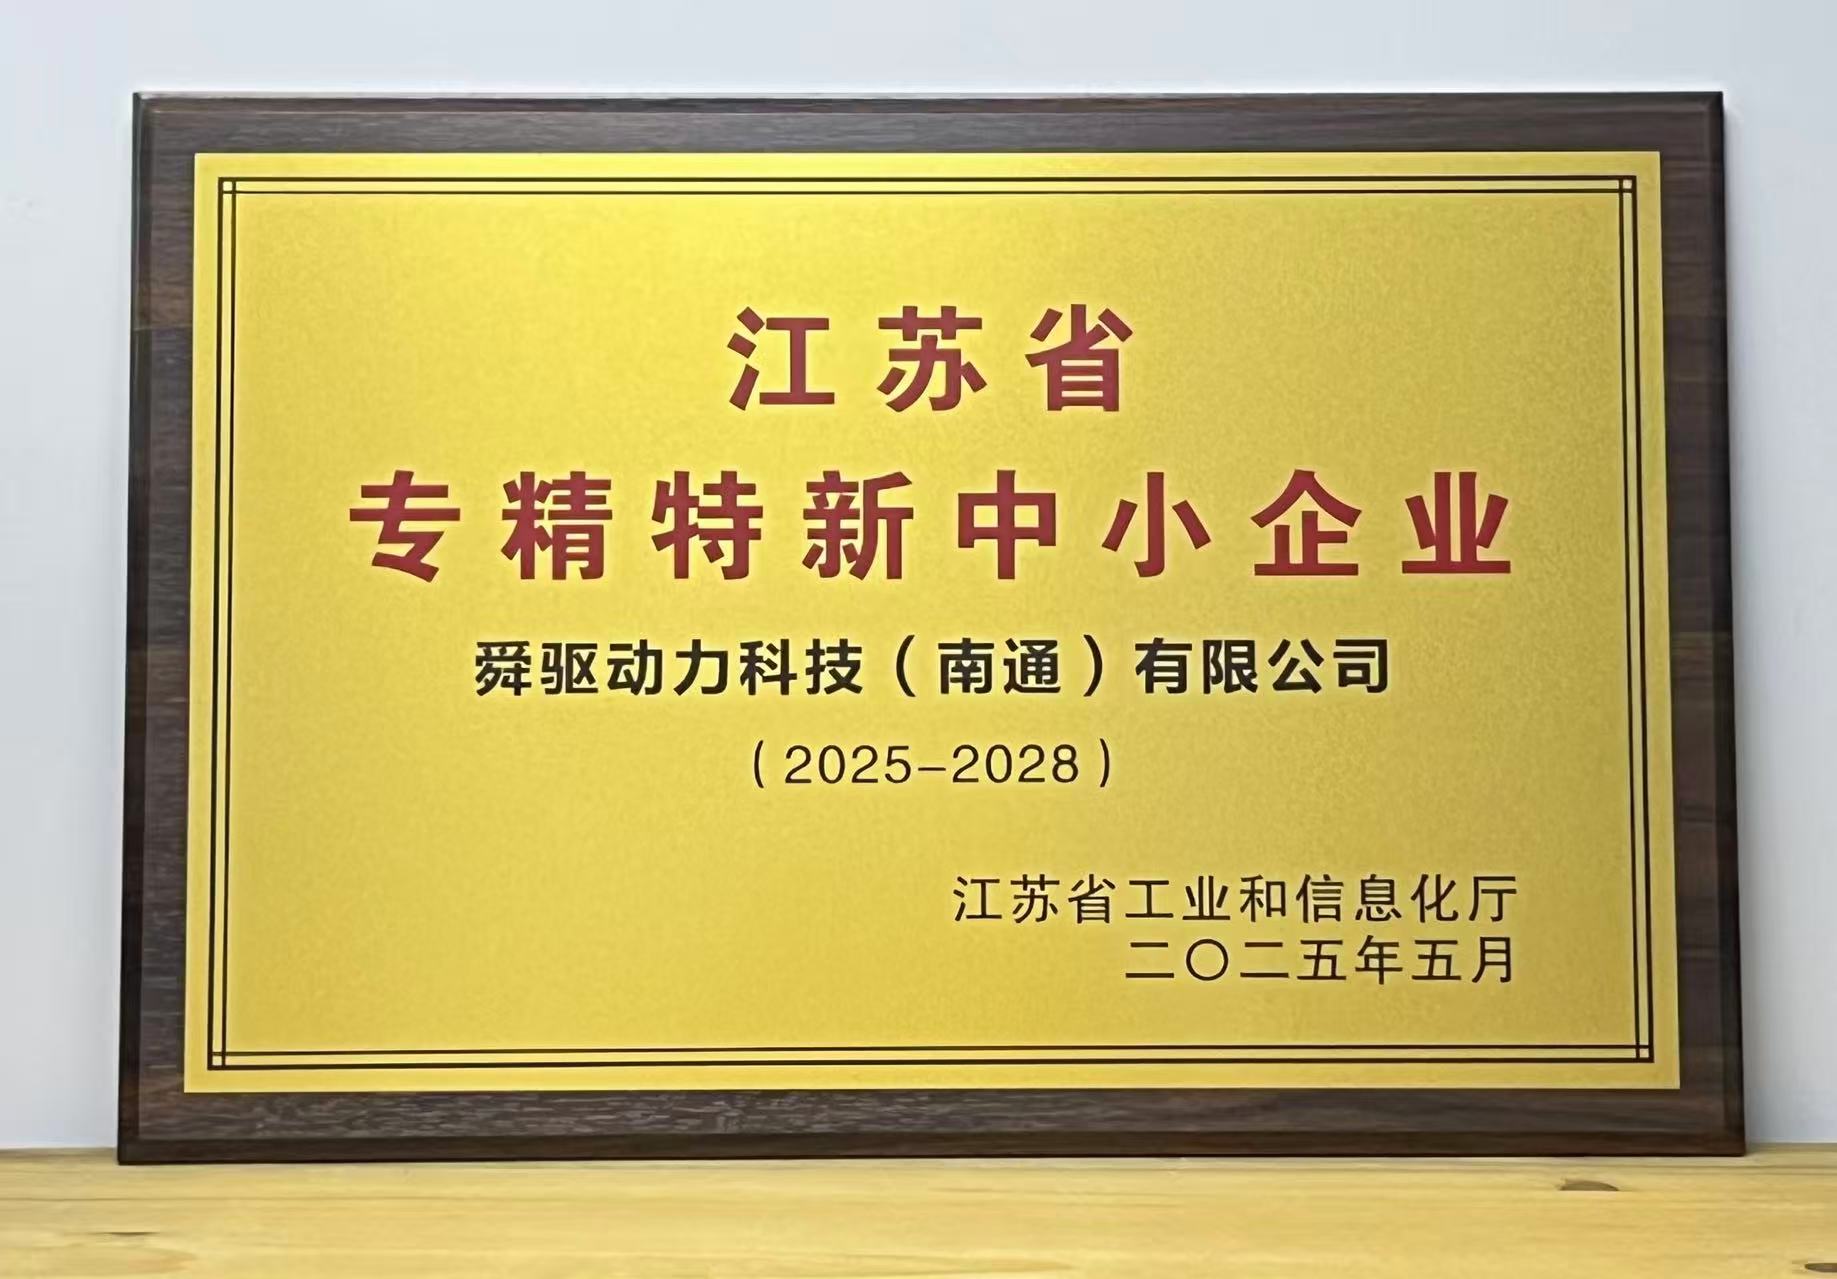 江苏省
专精特新中小企业
舜驱动力科技（南通）有限公司
（2025-2028）
江苏省工业和信息化厅
二〇二五年五月